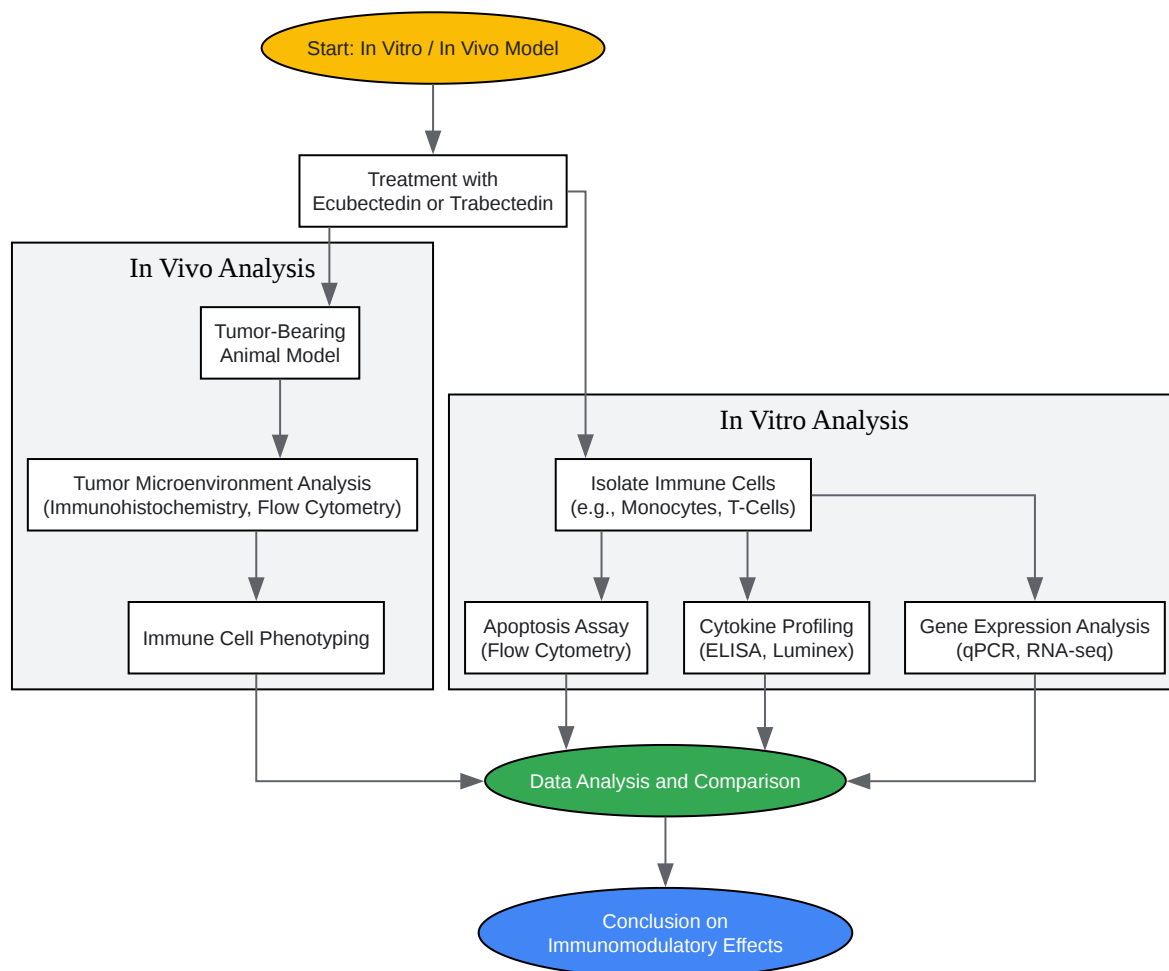 Start: In Vitro / In Vivo Model
Treatment with
Ecubectedin or Trabectedin
In Vivo Analysis
Tumor-Bearing
Animal Model
Tumor Microenvironment Analysis
(Immunohistochemistry, Flow Cytometry)
Immune Cell Phenotyping
In Vitro Analysis
Isolate Immune Cells
(e.g., Monocytes, T-Cells)
Apoptosis Assay
(Flow Cytometry)
Cytokine Profiling
(ELISA, Luminex)
Gene Expression Analysis
(qPCR, RNA-seq)
Data Analysis and Comparison
Conclusion on
Immunomodulatory Effects